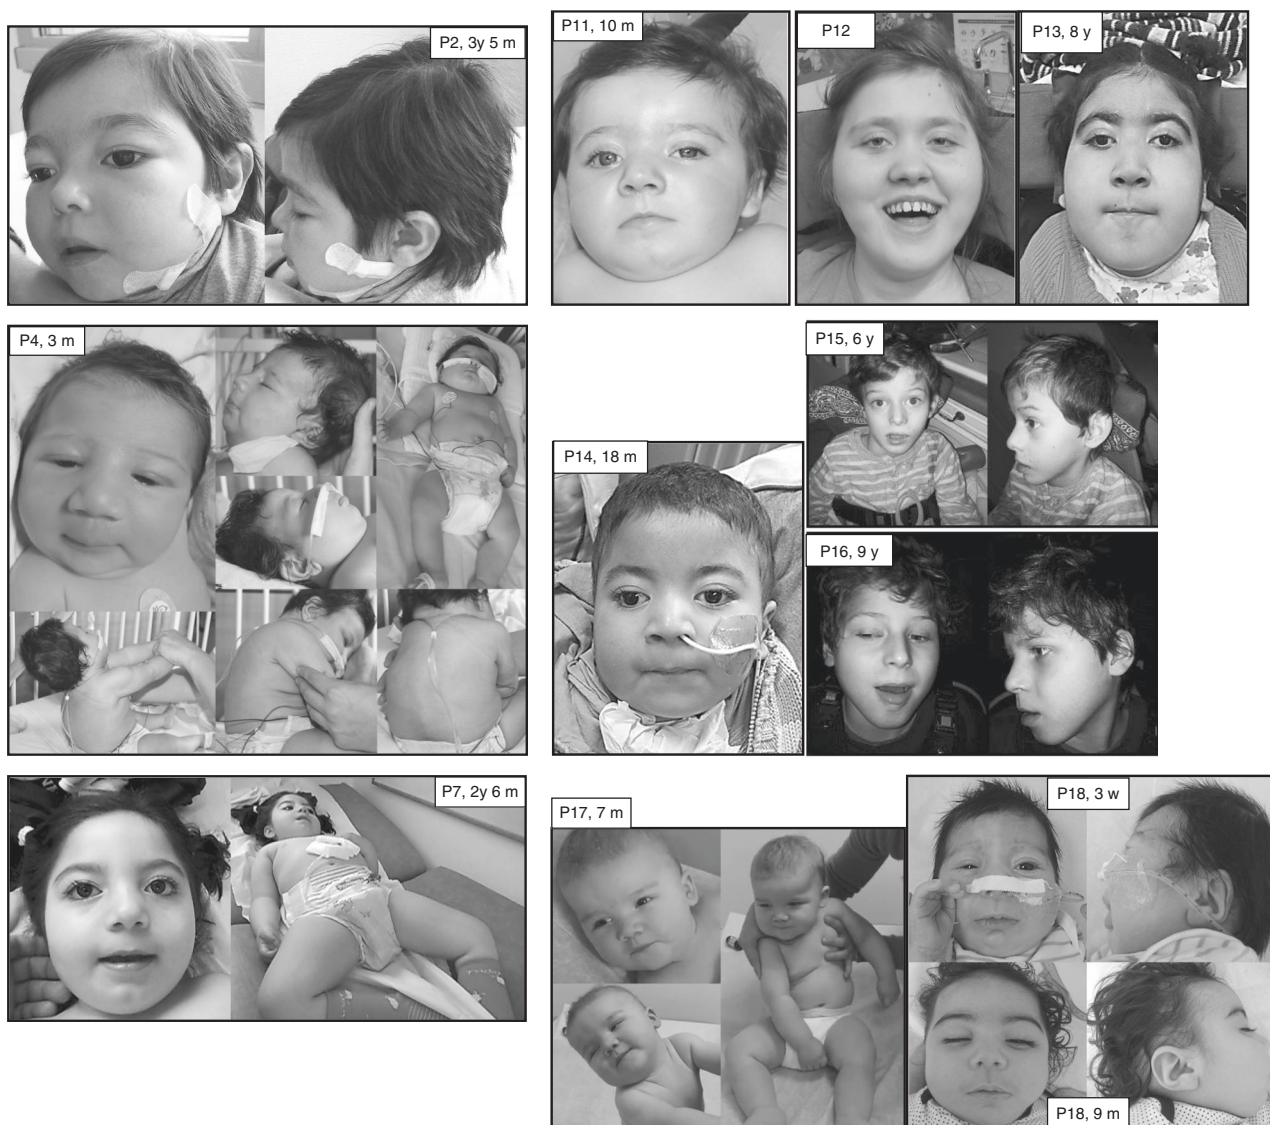 P2, 3y 5 m
P11, 10 m
P12
P13, 8 y
P4, 3 m
P15, 6 y
P14, 18 m
P16, 9 y
P7, 2y 6 m
P17, 7 m
P18, 3 w
P18, 9 m